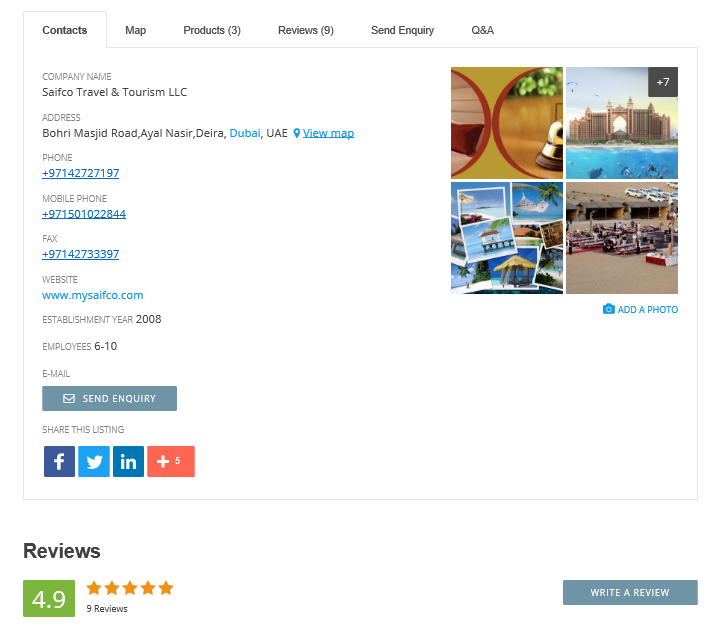 Contacts Map Products (3) Reviews (9) Send Enquiry Q&A
COMPANY NAME
Saifco Travel & Tourism LLC
ADDRESS
Bohri Masjid Road,Ayal Nasir,Deira, Dubai, UAE View map
PHONE
+97142727197
MOBILE PHONE
+971501022844
FAX
+97142733397
WEBSITE
www.mysaifco.com
ESTABLISHMENT YEAR 2008
EMPLOYEES 6-10
E-MAIL
SEND ENQUIRY
SHARE THIS LISTING
5
+7
ADD A PHOTO
Reviews
4.9
9 Reviews
WRITE A REVIEW